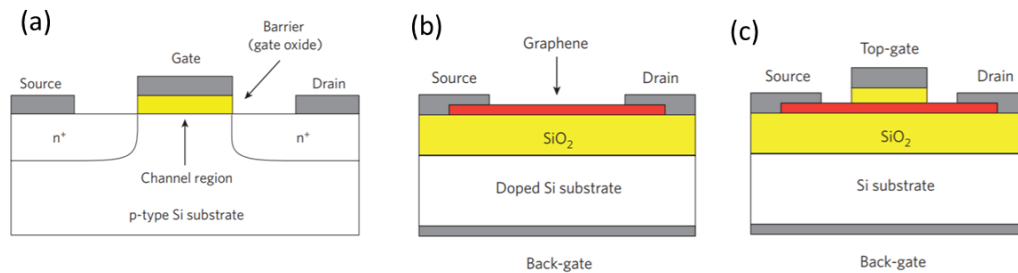 (a)
Barrier
(gate oxide)
Gate
Source
Drain
n+
n+
Channel region
p-type Si substrate
(b)
Graphene
Source
Drain
SiO₂
Doped Si substrate
Back-gate
(c)
Top-gate
Source
Drain
SiO₂
Si substrate
Back-gate